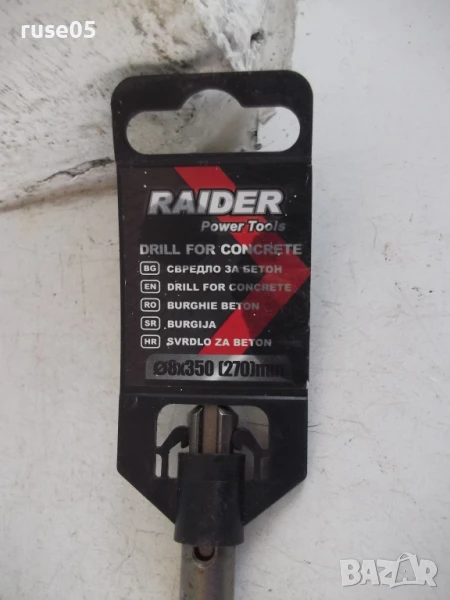 ruse05
RAIDER
Power Tools
DRILL FOR CONCRETE
BG СВРЕДЛО ЗА БЕТОН
EN DRILL FOR CONCRETE
RO BURGHIE BETON
SR BURGIJA
HR SVRDLO ZA BETON
Ø8x350 (270)mm
BAZAR